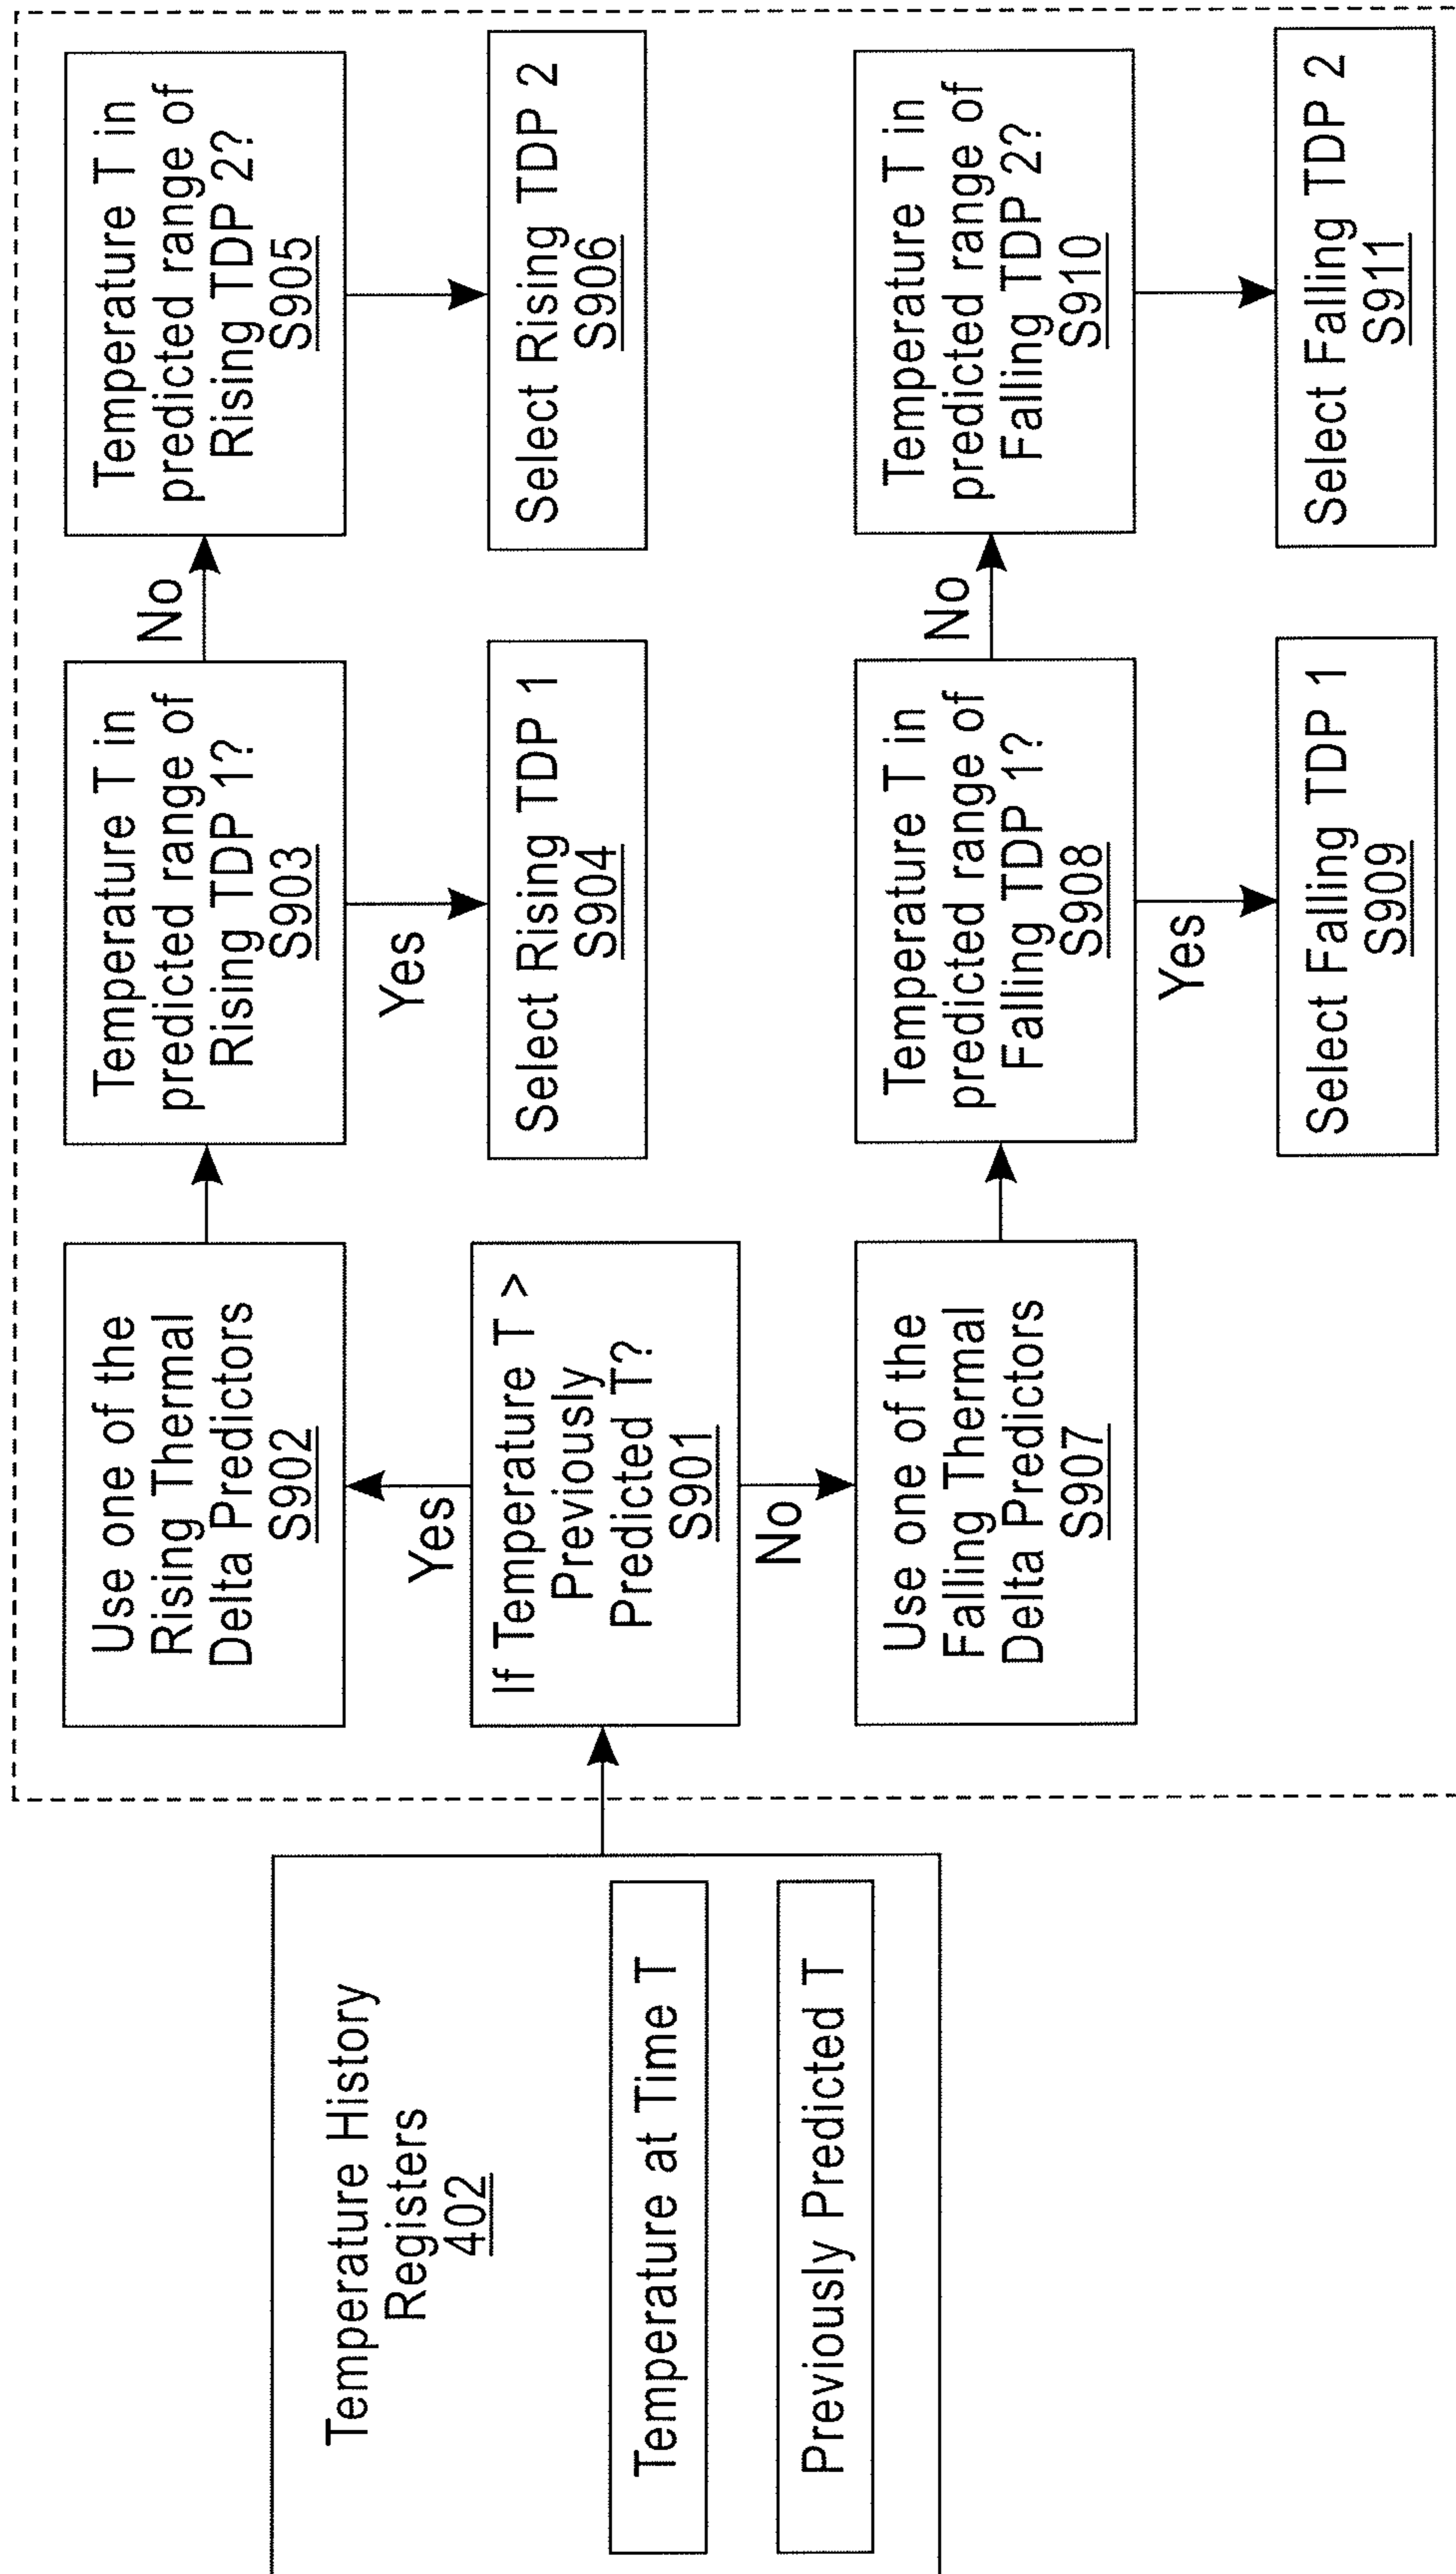 Temperature History
Registers
402
Temperature at Time T
Previously Predicted T
Use one of the
Rising Thermal
Delta Predictors
S902
Yes
If Temperature T >
Previously
Predicted T?
S901
No
Use one of the
Falling Thermal
Delta Predictors
S907
Temperature T in
predicted range of
Rising TDP 1?
S903
Yes
Select Rising TDP 1
S904
No
Temperature T in
predicted range of
Rising TDP 2?
S905
Select Rising TDP 2
S906
Temperature T in
predicted range of
Falling TDP 1?
S908
Yes
Select Falling TDP 1
S909
No
Temperature T in
predicted range of
Falling TDP 2?
S910
Select Falling TDP 2
S911